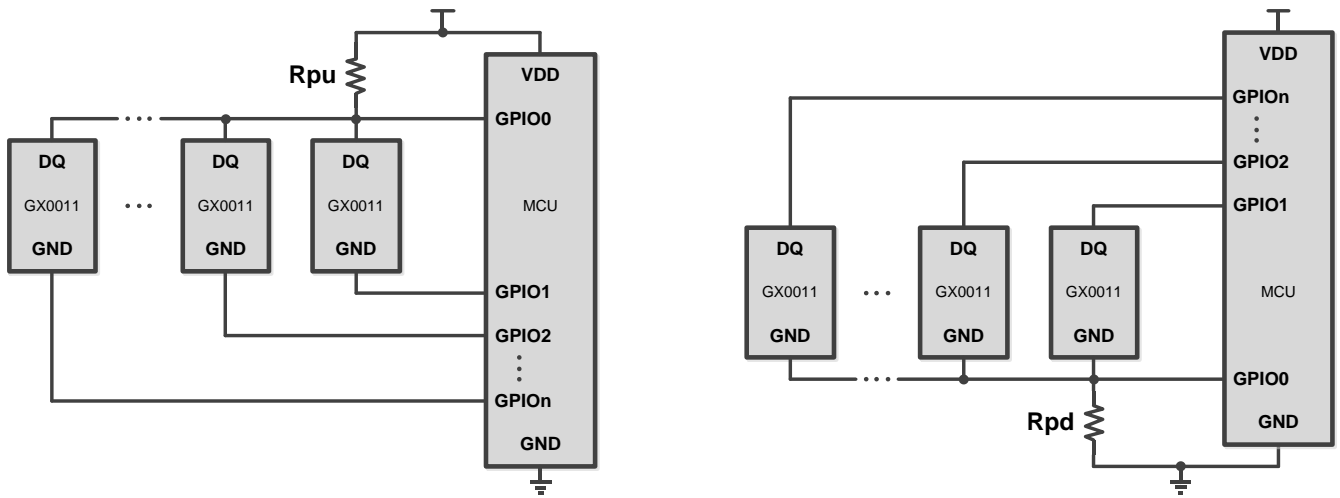 Rpu
VDD
GPIO0
DQ
DQ
DQ
GX0011
...
GX0011
GX0011
MCU
GND
GND
GND
GPIO1
GPIO2
GPIOn
GND
VDD
GPIOn
GPIO2
GPIO1
DQ
DQ
DQ
GX0011
...
GX0011
GX0011
MCU
GND
GND
GND
GPIO0
Rpd
GND